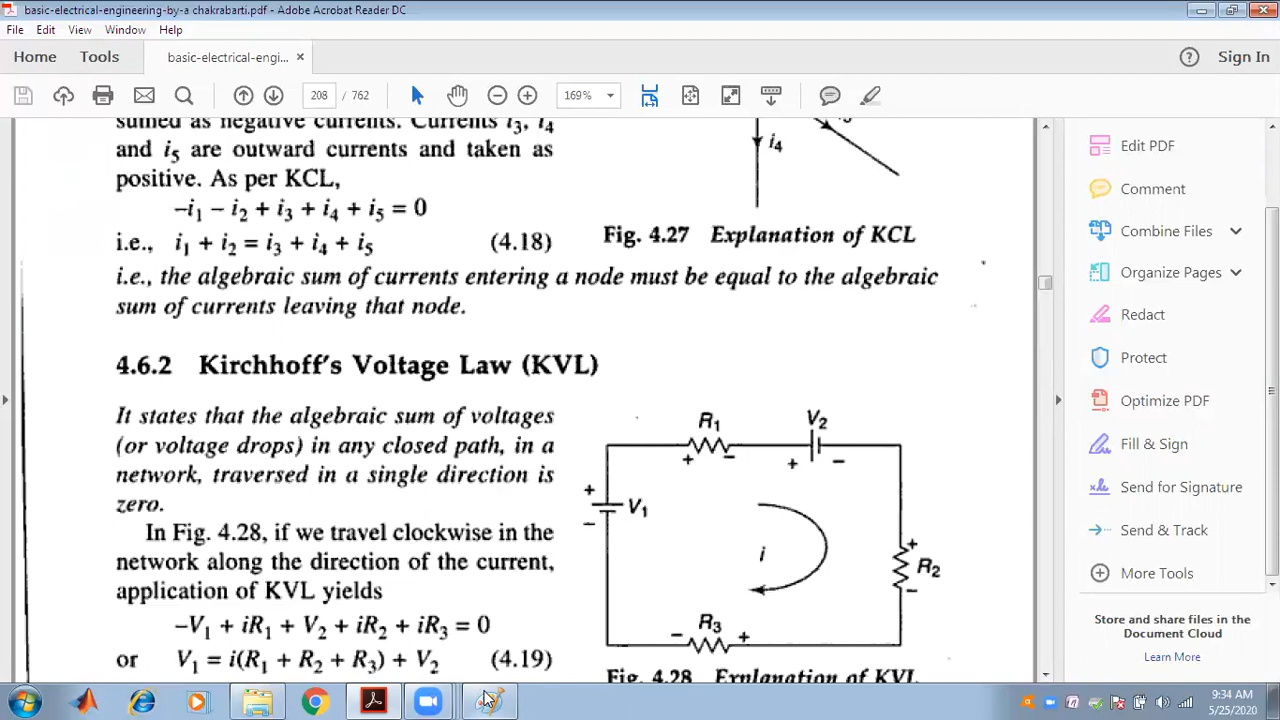 basic-electrical-engineering-by-a chakrabarti.pdf - Adobe Acrobat Reader DC
File Edit View Window Help
Home Tools basic-electrical-engi... × Sign In
208 / 762 169%
sumed as negative currents. Currents i3, i4
and i5 are outward currents and taken as
positive. As per KCL,
–i1 – i2 + i3 + i4 + i5 = 0
i.e., i1 + i2 = i3 + i4 + i5 (4.18)
i4
Fig. 4.27 Explanation of KCL
i.e., the algebraic sum of currents entering a node must be equal to the algebraic
sum of currents leaving that node.
4.6.2 Kirchhoff's Voltage Law (KVL)
It states that the algebraic sum of voltages
(or voltage drops) in any closed path, in a
network, traversed in a single direction is
zero.
In Fig. 4.28, if we travel clockwise in the
network along the direction of the current,
application of KVL yields
–V1 + iR1 + V2 + iR2 + iR3 = 0
or V1 = i(R1 + R2 + R3) + V2 (4.19)
R1 V2
+ – + –
+
– V1
i
+
R2
–
R3
– +
Fig. 4.28 Explanation of KVL
Edit PDF
Comment
Combine Files
Organize Pages
Redact
Protect
Optimize PDF
Fill & Sign
Send for Signature
Send & Track
More Tools
Store and share files in the
Document Cloud
Learn More
9:34 AM
5/25/2020